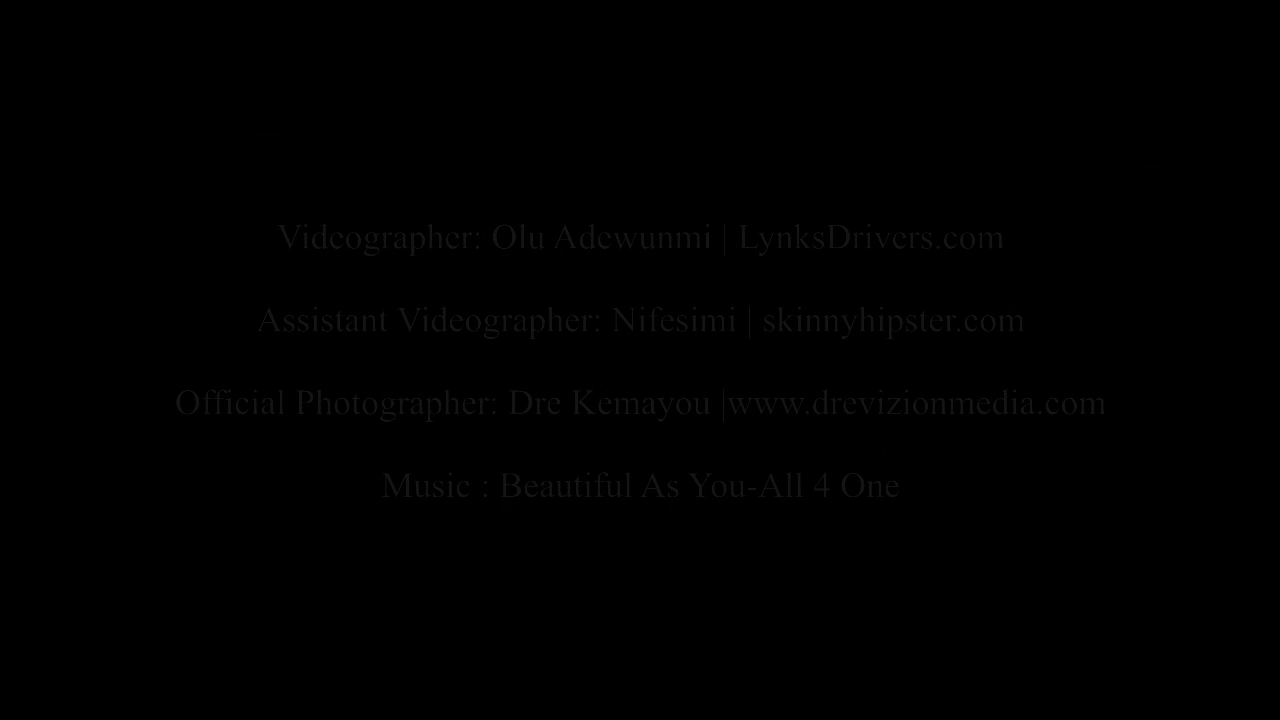 Videographer: Olu Adewunmi | LynksDrivers.com
Assistant Videographer: Nifesimi | skinnyhipster.com
Official Photographer: Dre Kemayou |www.drevizionmedia.com
Music : Beautiful As You-All 4 One